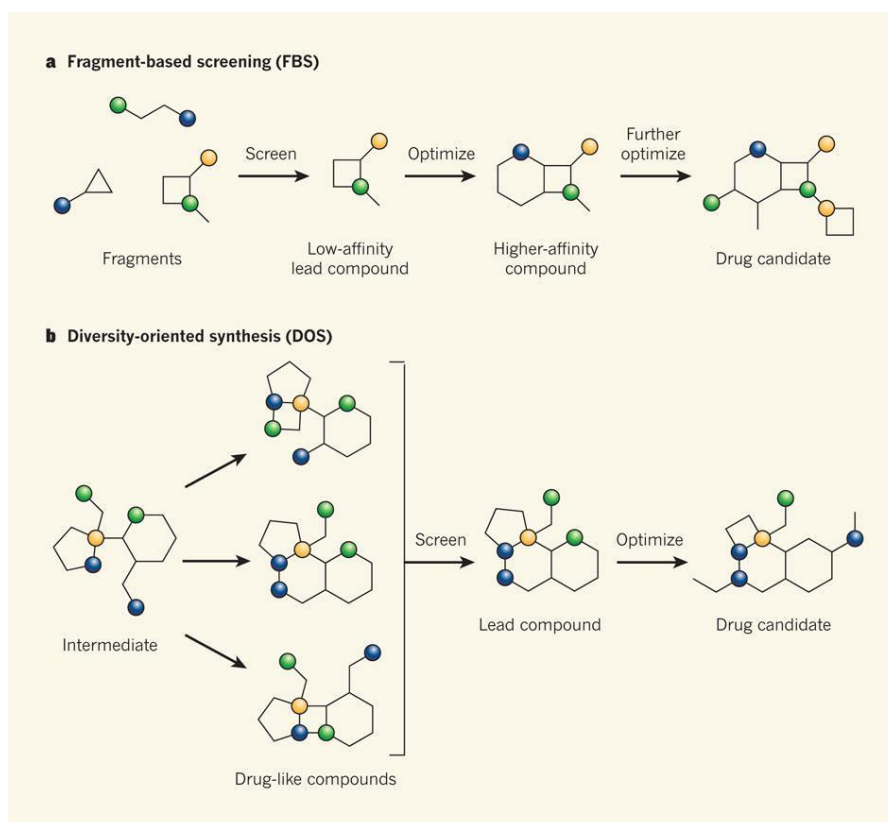 a Fragment-based screening (FBS)
Screen
Optimize
Further
optimize
Fragments
Low-affinity
lead compound
Higher-affinity
compound
Drug candidate
b Diversity-oriented synthesis (DOS)
Screen
Optimize
Intermediate
Lead compound
Drug candidate
Drug-like compounds